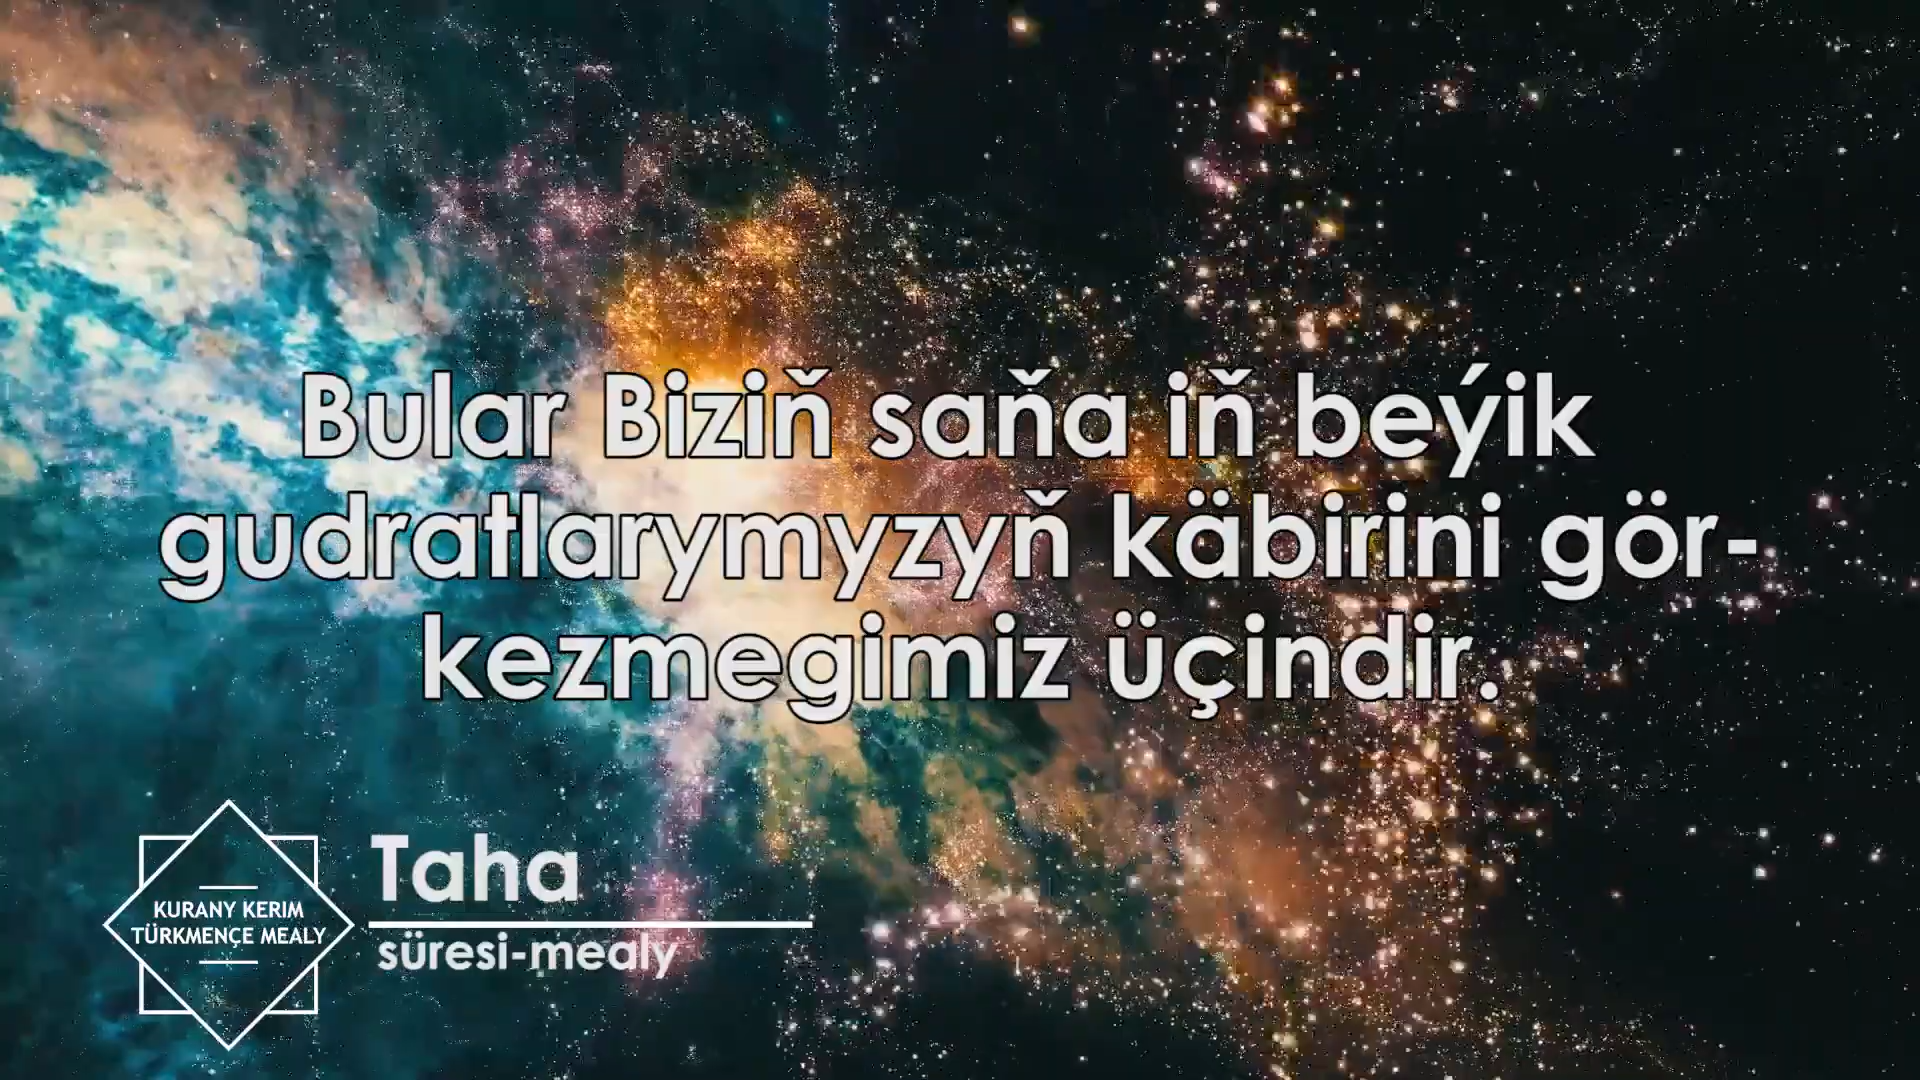 Bular Biziň saňa iň beýik
gudratlarymyzyň käbirini gör-
kezmegimiz üçindir.
Taha
süresi-mealy
KURANY KERIM
TÜRKMENÇE MEALY